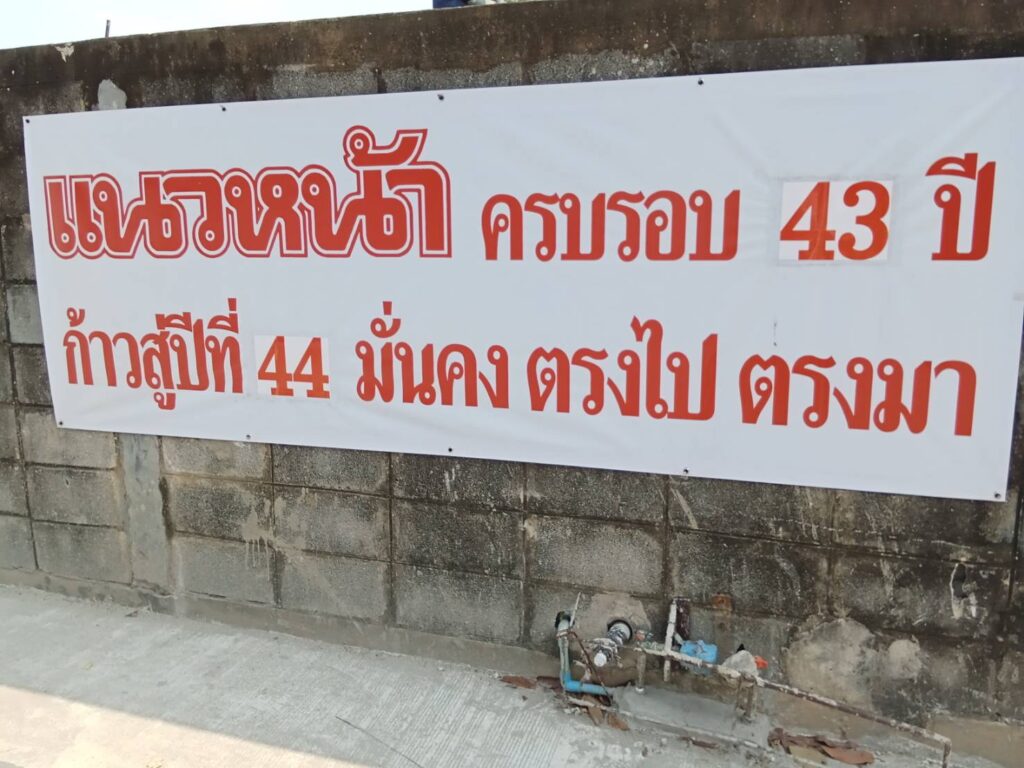 แนวหน้า ครบรอบ 43 ปี
ก้าวสู่ปีที่ 44 มั่นคง ตรงไป ตรงมา